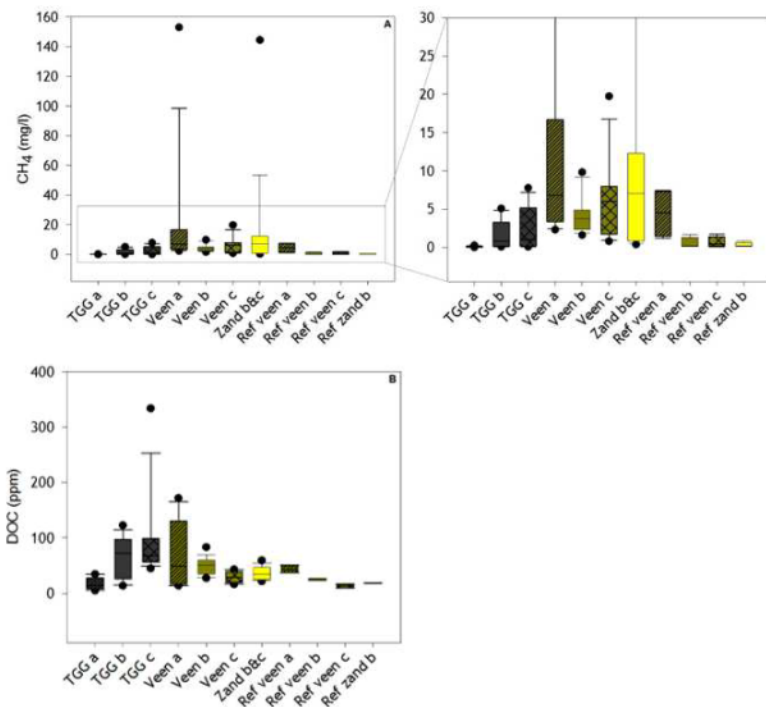 A
CH4 (mg/l)
160
140
120
100
80
60
40
20
0
TGG a
TGG b
TGG c
Veen a
Veen b
Veen c
Zand b&c
Ref veen a
Ref veen b
Ref veen c
Ref zand b
30
25
20
15
10
5
0
TGG a
TGG b
TGG c
Veen a
Veen b
Veen c
Zand b&c
Ref veen a
Ref veen b
Ref veen c
Ref zand b
B
DOC (ppm)
400
300
200
100
0
TGG a
TGG b
TGG c
Veen a
Veen b
Veen c
Zand b&c
Ref veen a
Ref veen b
Ref veen c
Ref zand b